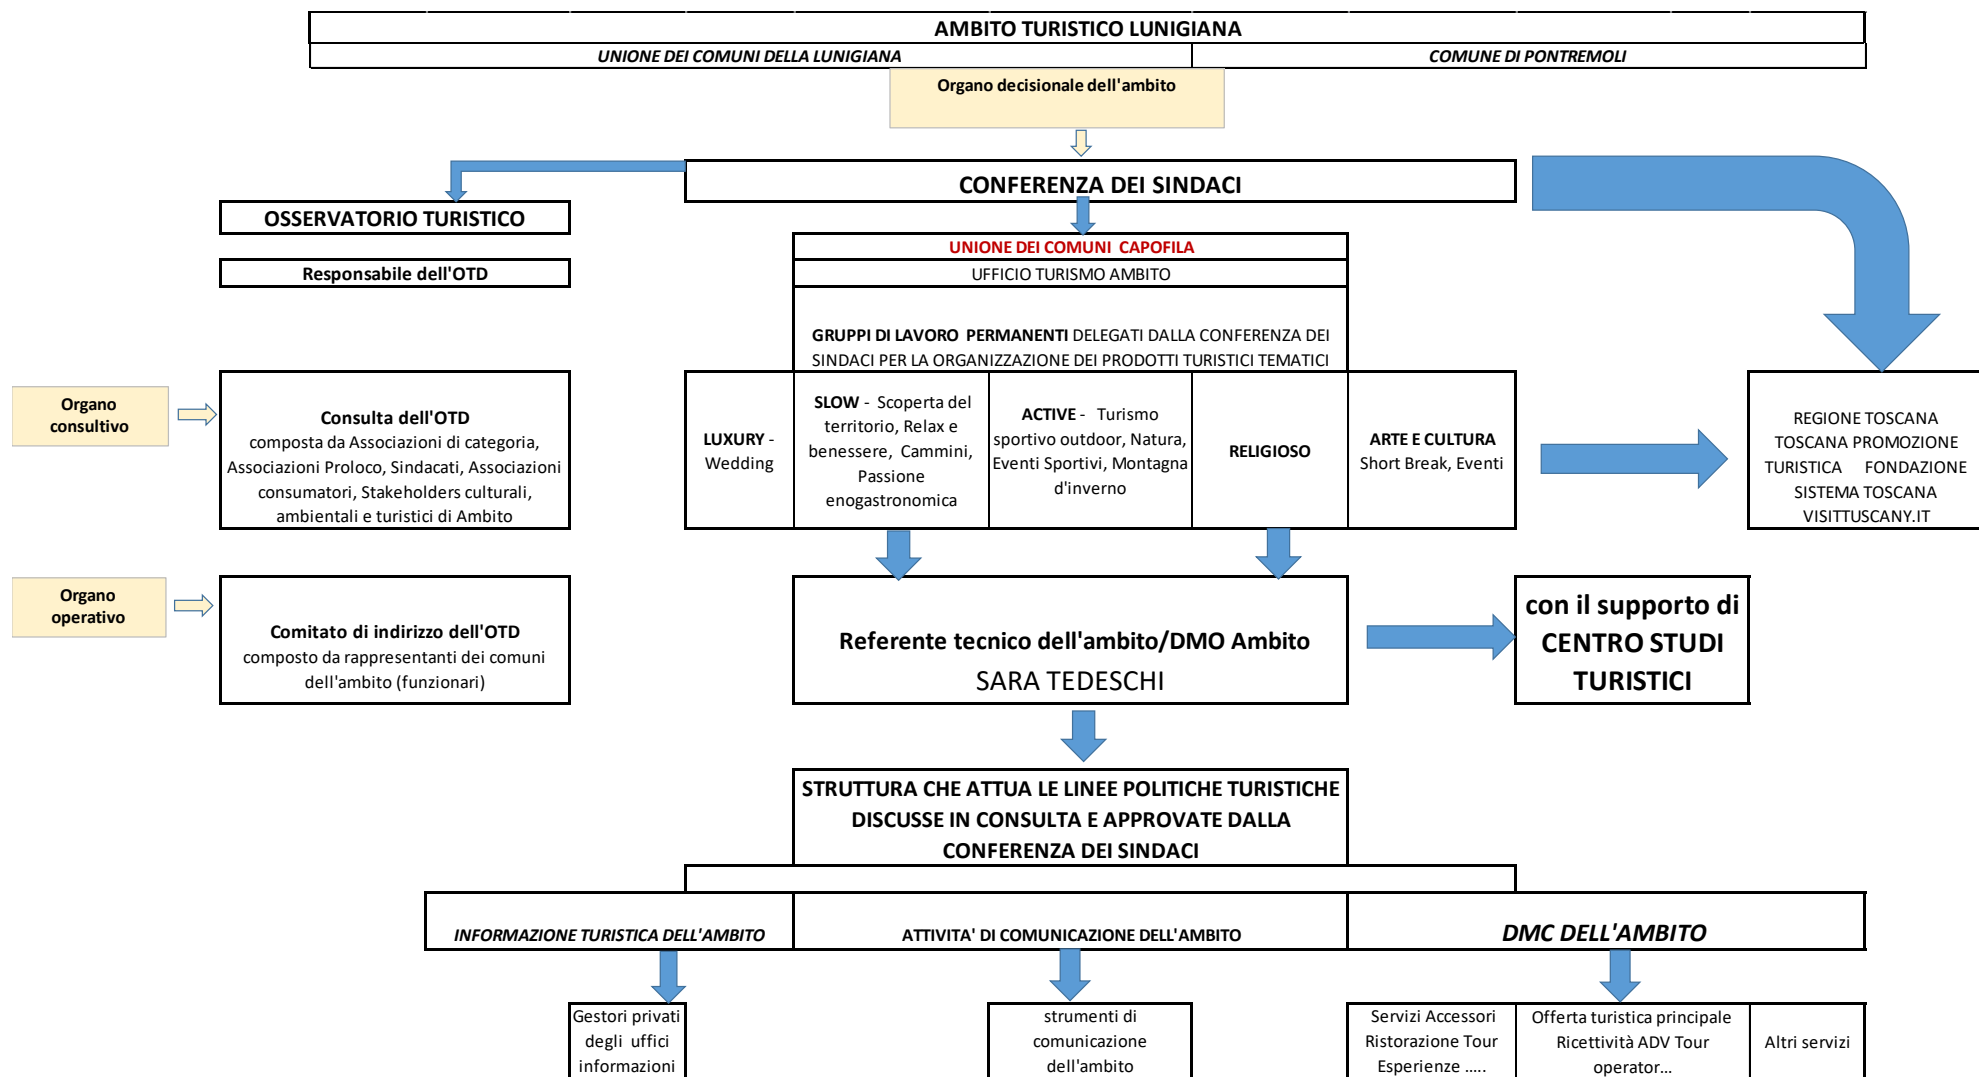 AMBITO TURISTICO LUNIGIANA
UNIONE DEI COMUNI DELLA LUNIGIANA
COMUNE DI PONTREMOLI
Organo decisionale dell'ambito
CONFERENZA DEI SINDACI
OSSERVATORIO TURISTICO
Responsabile dell'OTD
UNIONE DEI COMUNI  CAPOFILA
UFFICIO TURISMO AMBITO
GRUPPI DI LAVORO  PERMANENTI DELEGATI DALLA CONFERENZA DEI
SINDACI PER LA ORGANIZZAZIONE DEI PRODOTTI TURISTICI TEMATICI
Organo
consultivo
Consulta dell'OTD
composta da Associazioni di categoria,
Associazioni Proloco, Sindacati, Associazioni
consumatori, Stakeholders culturali,
ambientali e turistici di Ambito
LUXURY -
Wedding
SLOW -  Scoperta del
territorio, Relax e
benessere,  Cammini,
Passione
enogastronomica
ACTIVE -   Turismo
sportivo outdoor, Natura,
Eventi Sportivi, Montagna
d'inverno
RELIGIOSO
ARTE E CULTURA
Short Break, Eventi
REGIONE TOSCANA
TOSCANA PROMOZIONE
TURISTICA     FONDAZIONE
SISTEMA TOSCANA
VISITTUSCANY.IT
Organo
operativo
Comitato di indirizzo dell'OTD
composto da rappresentanti dei comuni
dell'ambito (funzionari)
Referente tecnico dell'ambito/DMO Ambito
SARA TEDESCHI
con il supporto di
CENTRO STUDI
TURISTICI
STRUTTURA CHE ATTUA LE LINEE POLITICHE TURISTICHE
DISCUSSE IN CONSULTA E APPROVATE DALLA
CONFERENZA DEI SINDACI
INFORMAZIONE TURISTICA DELL'AMBITO
ATTIVITA' DI COMUNICAZIONE DELL'AMBITO
DMC DELL'AMBITO
Gestori privati
degli  uffici
informazioni
strumenti di
comunicazione
dell'ambito
Servizi Accessori
Ristorazione Tour
Esperienze .....
Offerta turistica principale
Ricettività ADV Tour
operator...
Altri servizi